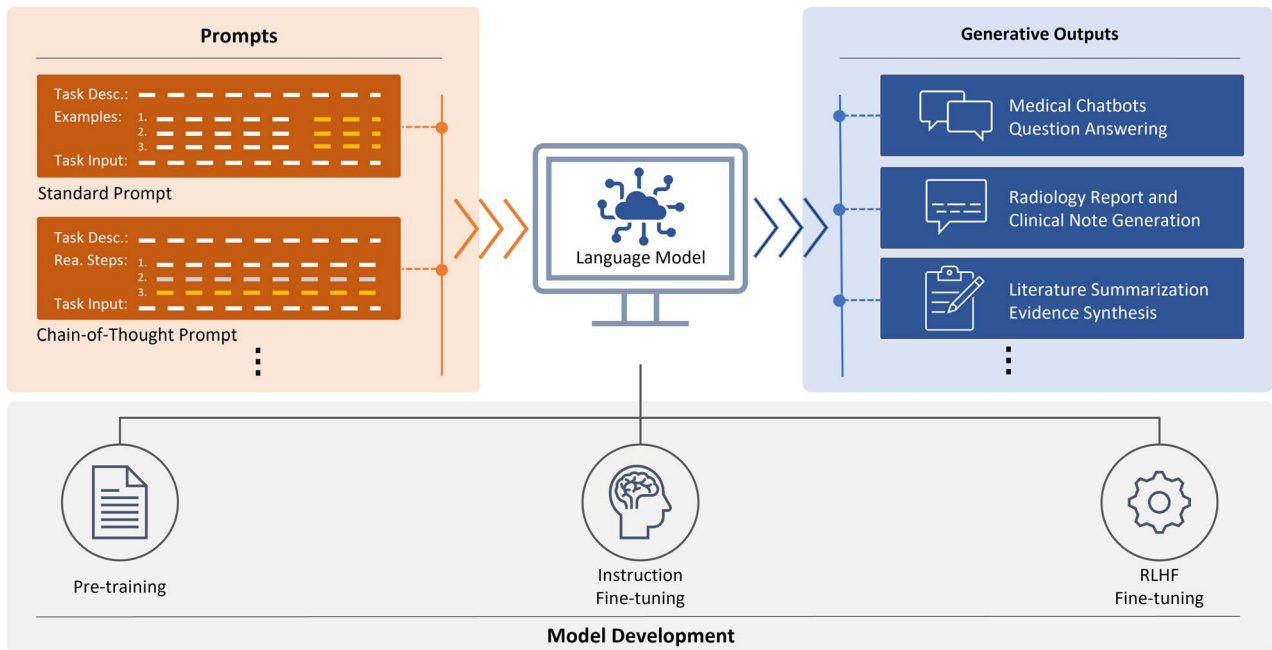 Prompts
Task Desc.:
Examples:
1.
2.
3.
Task Input:
Standard Prompt
Task Desc.:
Rea. Steps:
1.
2.
3.
Task Input:
Chain-of-Thought Prompt
Language Model
Generative Outputs
Medical Chatbots
Question Answering
Radiology Report and
Clinical Note Generation
Literature Summarization
Evidence Synthesis
Pre-training
Instruction
Fine-tuning
RLHF
Fine-tuning
Model Development